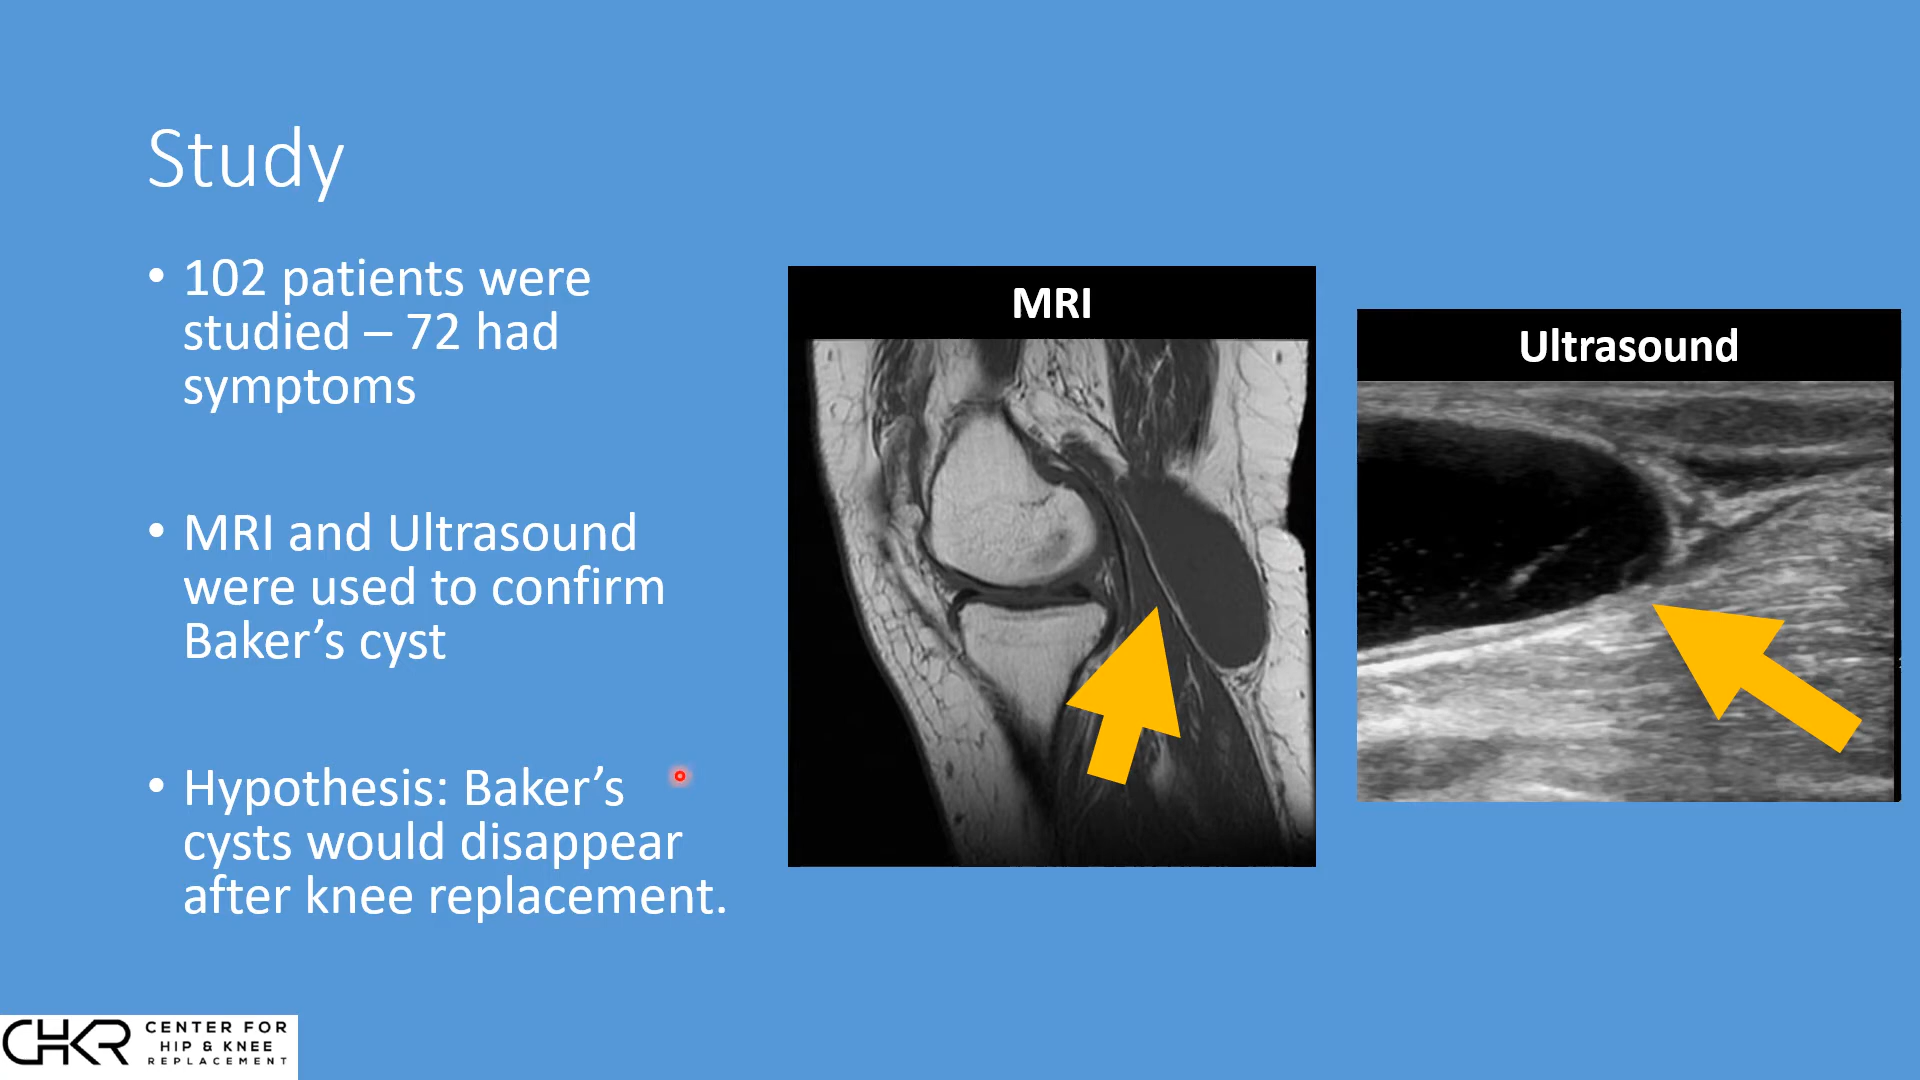 Study
• 102 patients were
studied – 72 had
symptoms
• MRI and Ultrasound
were used to confirm
Baker’s cyst
• Hypothesis: Baker’s
cysts would disappear
after knee replacement.
MRI
Ultrasound
CHKR
CENTER FOR
HIP & KNEE
REPLACEMENT